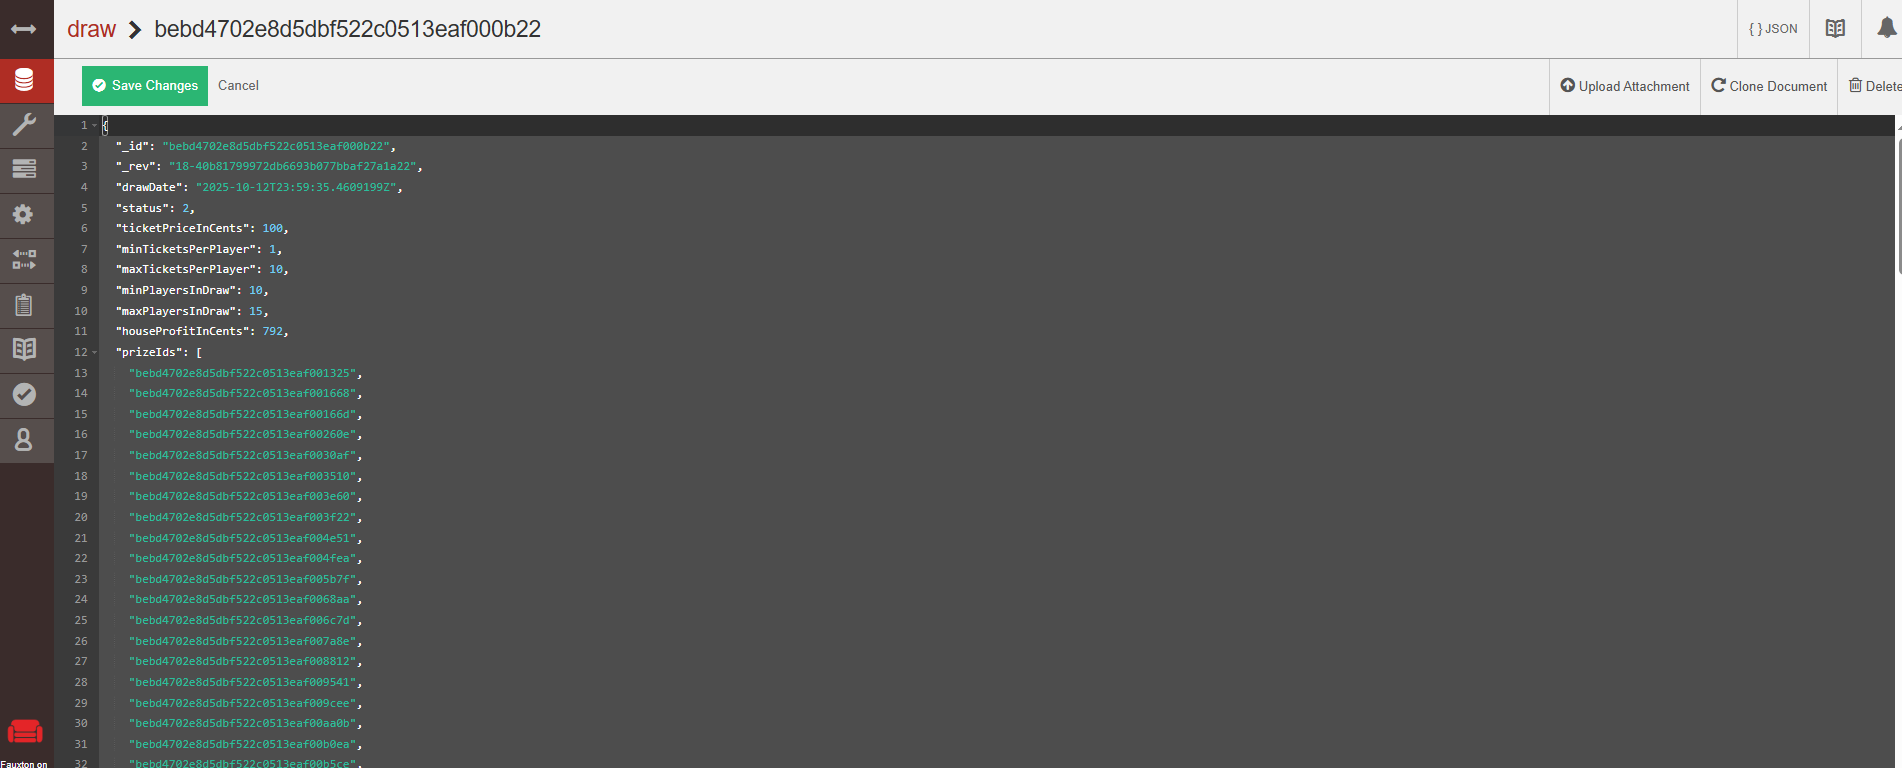 draw > bebd4702e8d5dbf522c0513eaf000b22
{ } JSON
Save Changes Cancel
Upload Attachment Clone Document Delete
1 {
2 "_id": "bebd4702e8d5dbf522c0513eaf000b22",
3 "_rev": "18-40b81799972db6693b077bbaf27a1a22",
4 "drawDate": "2025-10-12T23:59:35.4609199Z",
5 "status": 2,
6 "ticketPriceInCents": 100,
7 "minTicketsPerPlayer": 1,
8 "maxTicketsPerPlayer": 10,
9 "minPlayersInDraw": 10,
10 "maxPlayersInDraw": 15,
11 "houseProfitInCents": 792,
12 "prizeIds": [
13 "bebd4702e8d5dbf522c0513eaf001325",
14 "bebd4702e8d5dbf522c0513eaf001668",
15 "bebd4702e8d5dbf522c0513eaf00166d",
16 "bebd4702e8d5dbf522c0513eaf00260e",
17 "bebd4702e8d5dbf522c0513eaf0030af",
18 "bebd4702e8d5dbf522c0513eaf003510",
19 "bebd4702e8d5dbf522c0513eaf003e60",
20 "bebd4702e8d5dbf522c0513eaf003f22",
21 "bebd4702e8d5dbf522c0513eaf004e51",
22 "bebd4702e8d5dbf522c0513eaf004fea",
23 "bebd4702e8d5dbf522c0513eaf005b7f",
24 "bebd4702e8d5dbf522c0513eaf0068aa",
25 "bebd4702e8d5dbf522c0513eaf006c7d",
26 "bebd4702e8d5dbf522c0513eaf007a8e",
27 "bebd4702e8d5dbf522c0513eaf008812",
28 "bebd4702e8d5dbf522c0513eaf009541",
29 "bebd4702e8d5dbf522c0513eaf009cee",
30 "bebd4702e8d5dbf522c0513eaf00aa0b",
31 "bebd4702e8d5dbf522c0513eaf00b0ea",
32 "bebd4702e8d5dbf522c0513eaf00b5ce",
Fauxton on